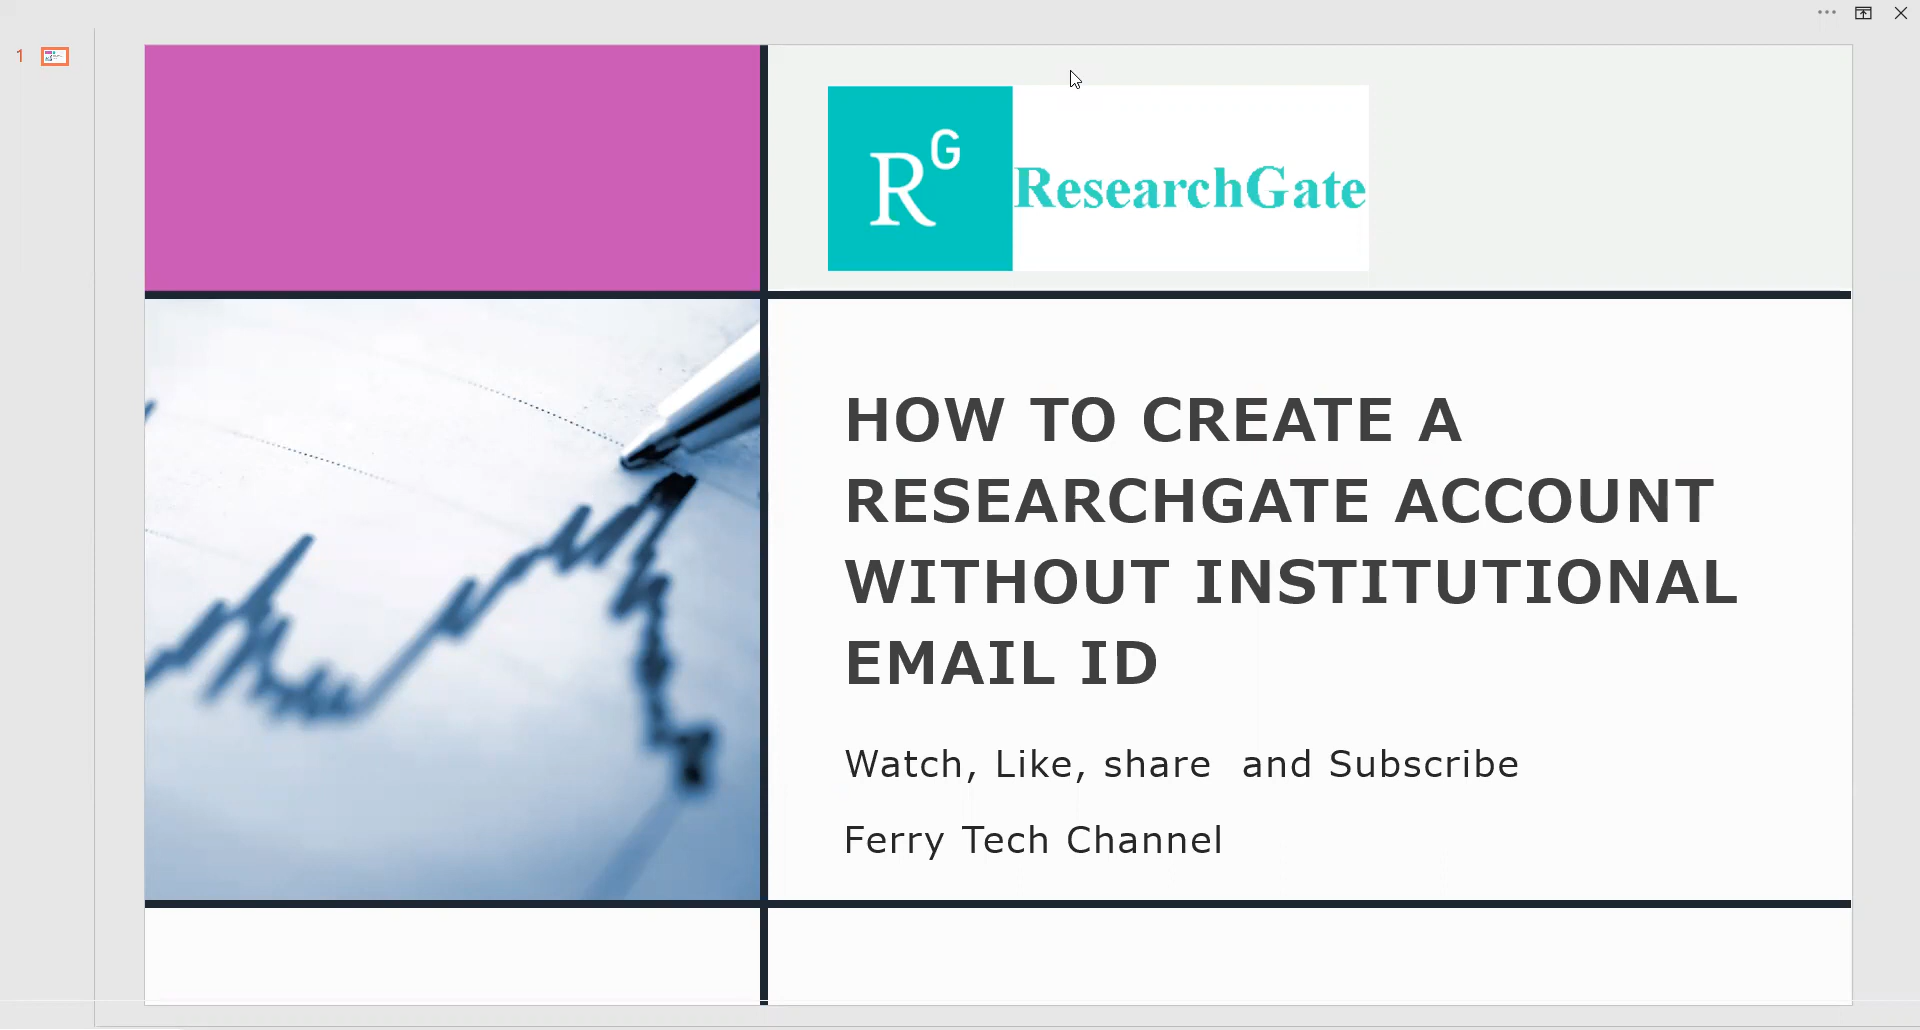 1
RG
ResearchGate
HOW TO CREATE A
RESEARCHGATE ACCOUNT
WITHOUT INSTITUTIONAL
EMAIL ID
Watch, Like, share  and Subscribe
Ferry Tech Channel